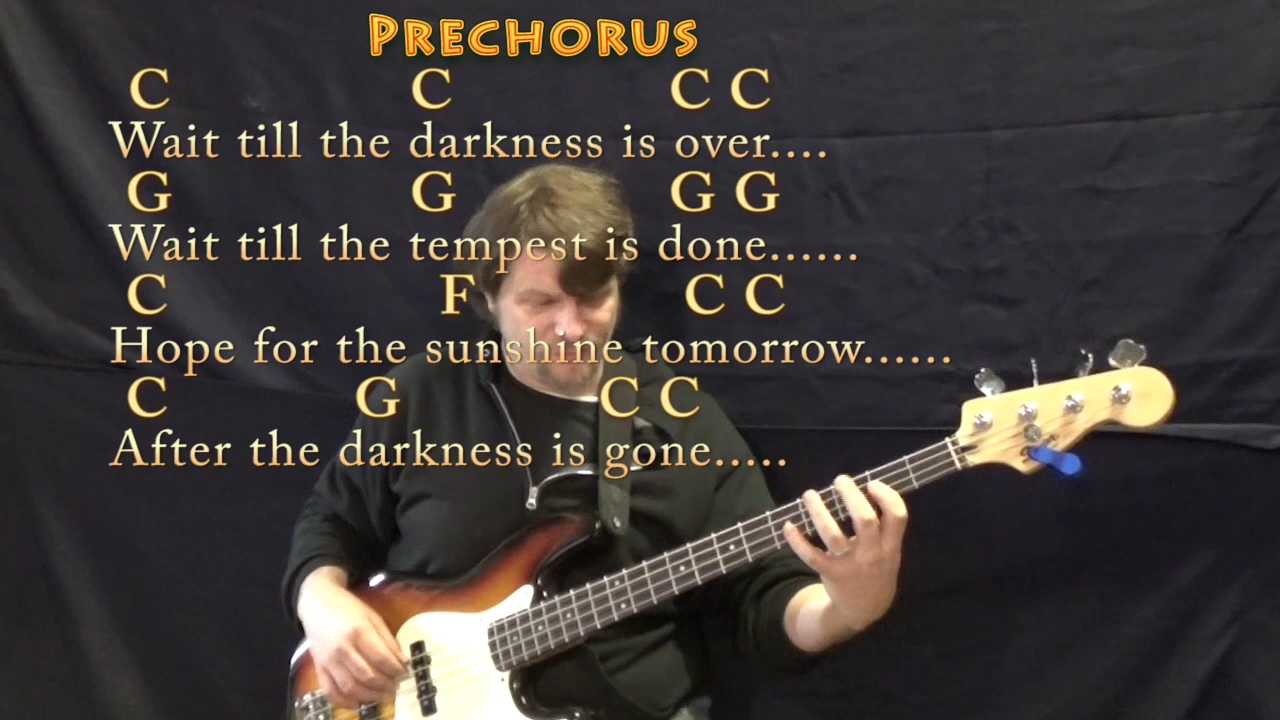 PRECHORUS
C C C C
Wait till the darkness is over....
G G G G
Wait till the tempest is done......
C F C C
Hope for the sunshine tomorrow......
C G C C
After the darkness is gone.....